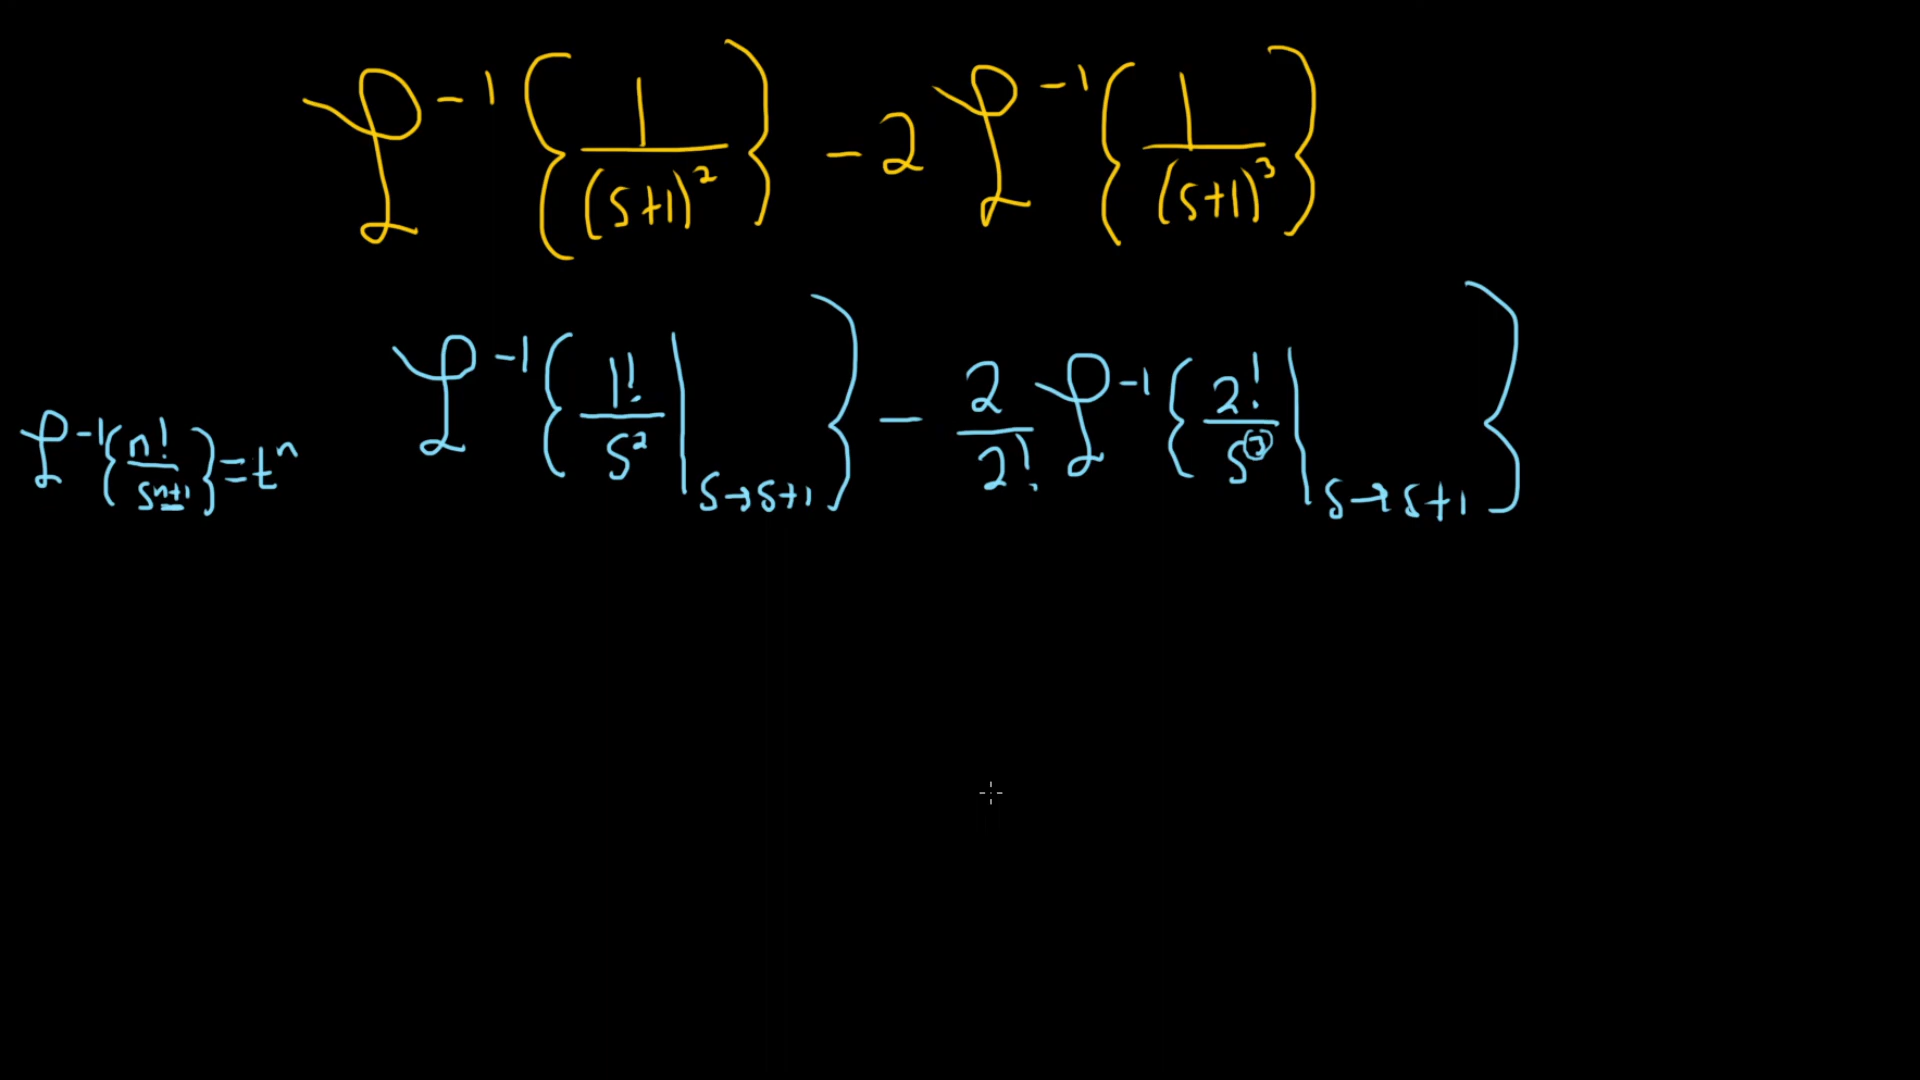 ℒ⁻¹{1/(s+1)²} - 2ℒ⁻¹{1/(s+1)³}
ℒ⁻¹{1!/s² |ₛ→ₛ₊₁} - 2/2! ℒ⁻¹{2!/s³ |ₛ→ₛ₊₁}
ℒ⁻¹{n!/sⁿ⁺¹} = tⁿ